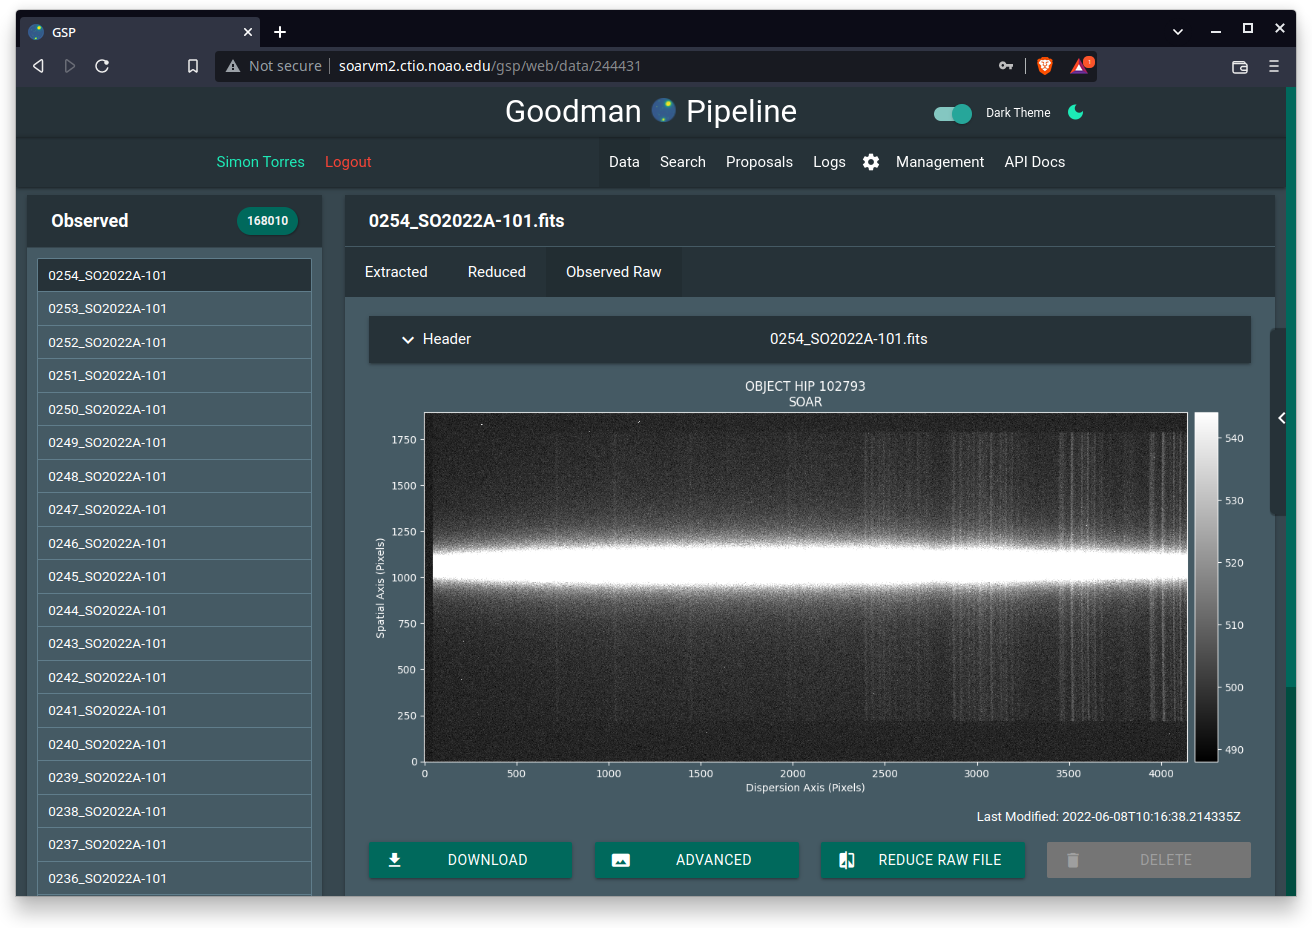 GSP
Not secure | soarvm2.ctio.noao.edu/gsp/web/data/244431
1
Goodman Pipeline
Dark Theme
Simon Torres Logout
Data Search Proposals Logs Management API Docs
Observed 168010
0254_SO2022A-101
0253_SO2022A-101
0252_SO2022A-101
0251_SO2022A-101
0250_SO2022A-101
0249_SO2022A-101
0248_SO2022A-101
0247_SO2022A-101
0246_SO2022A-101
0245_SO2022A-101
0244_SO2022A-101
0243_SO2022A-101
0242_SO2022A-101
0241_SO2022A-101
0240_SO2022A-101
0239_SO2022A-101
0238_SO2022A-101
0237_SO2022A-101
0236_SO2022A-101
0254_SO2022A-101.fits
Extracted Reduced Observed Raw
Header 0254_SO2022A-101.fits
OBJECT HIP 102793
SOAR
Spatial Axis (Pixels)
1750
1500
1250
1000
750
500
250
0
0 500 1000 1500 2000 2500 3000 3500 4000
Dispersion Axis (Pixels)
540
530
520
510
500
490
Last Modified: 2022-06-08T10:16:38.214335Z
DOWNLOAD ADVANCED REDUCE RAW FILE DELETE